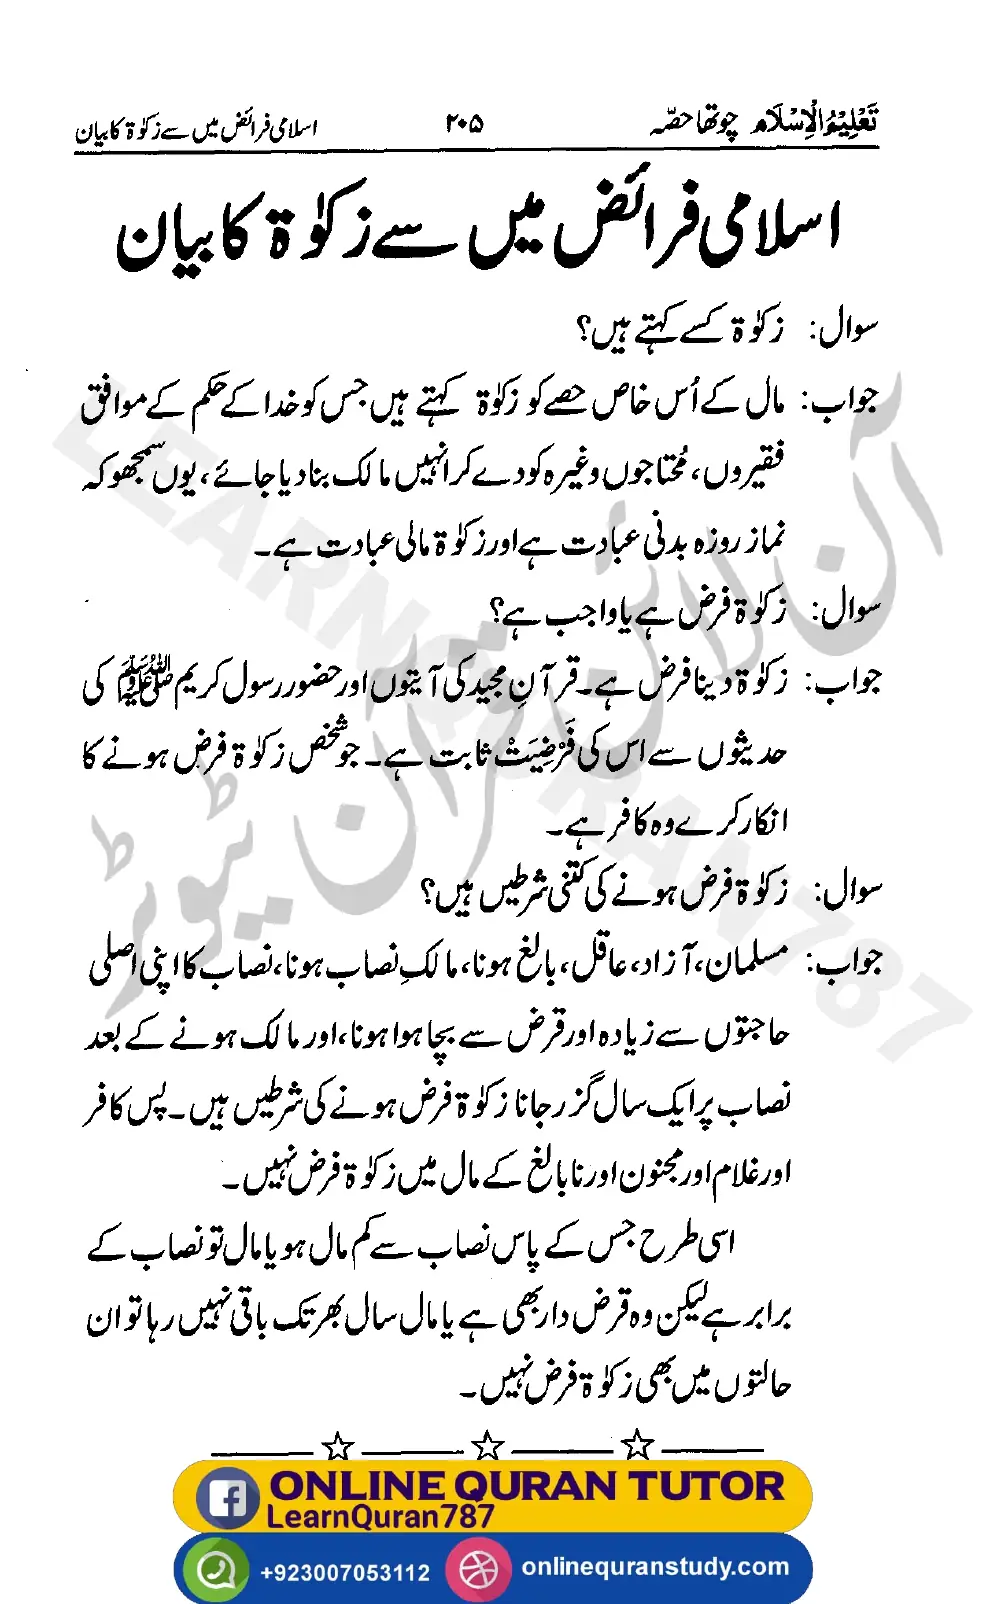 تَعْلِیْمُ الْاِسْلَام چوتھا حصّہ ۲۰۵ اسلامی فرائض میں سے زکوٰۃ کا بیان
اسلامی فرائض میں سے زکوٰۃ کا بیان
سوال: زکوٰۃ کسے کہتے ہیں؟
جواب: مال کے اُس خاص حصے کو زکوٰۃ کہتے ہیں جس کو خدا کے حکم کے موافق
فقیروں، مُحتاجوں وغیرہ کو دے کر انہیں مالک بنا دیا جائے، یوں سمجھو کہ
نماز روزہ بدنی عبادت ہے اور زکوٰۃ مالی عبادت ہے۔
سوال: زکوٰۃ فرض ہے یا واجب ہے؟
جواب: زکوٰۃ دینا فرض ہے۔ قرآنِ مجید کی آیتوں اور حضور رسول کریم ﷺ کی
حدیثوں سے اس کی فَرْضِیَتْ ثابت ہے۔ جو شخص زکوٰۃ فرض ہونے کا
انکار کرے وہ کافر ہے۔
سوال: زکوٰۃ فرض ہونے کی کتنی شرطیں ہیں؟
جواب: مسلمان، آزاد، عاقل، بالغ ہونا، مالکِ نصاب ہونا، نصاب کا اپنی اصلی
حاجتوں سے زیادہ اور قرض سے بچا ہوا ہونا، اور مالک ہونے کے بعد
نصاب پر ایک سال گزر جانا زکوٰۃ فرض ہونے کی شرطیں ہیں۔ پس کافر
اور غلام اور مجنون اور نابالغ کے مال میں زکوٰۃ فرض نہیں۔
اسی طرح جس کے پاس نصاب سے کم مال ہو یا مال تو نصاب کے
برابر ہے لیکن وہ قرض دار بھی ہے یا مال سال بھر تک باقی نہیں رہا تو ان
حالتوں میں بھی زکوٰۃ فرض نہیں۔
آن لائن قرآن ٹیوٹر
LEARNQURAN787
ONLINE QURAN TUTOR
LearnQuran787
+923007053112 onlinequranstudy.com